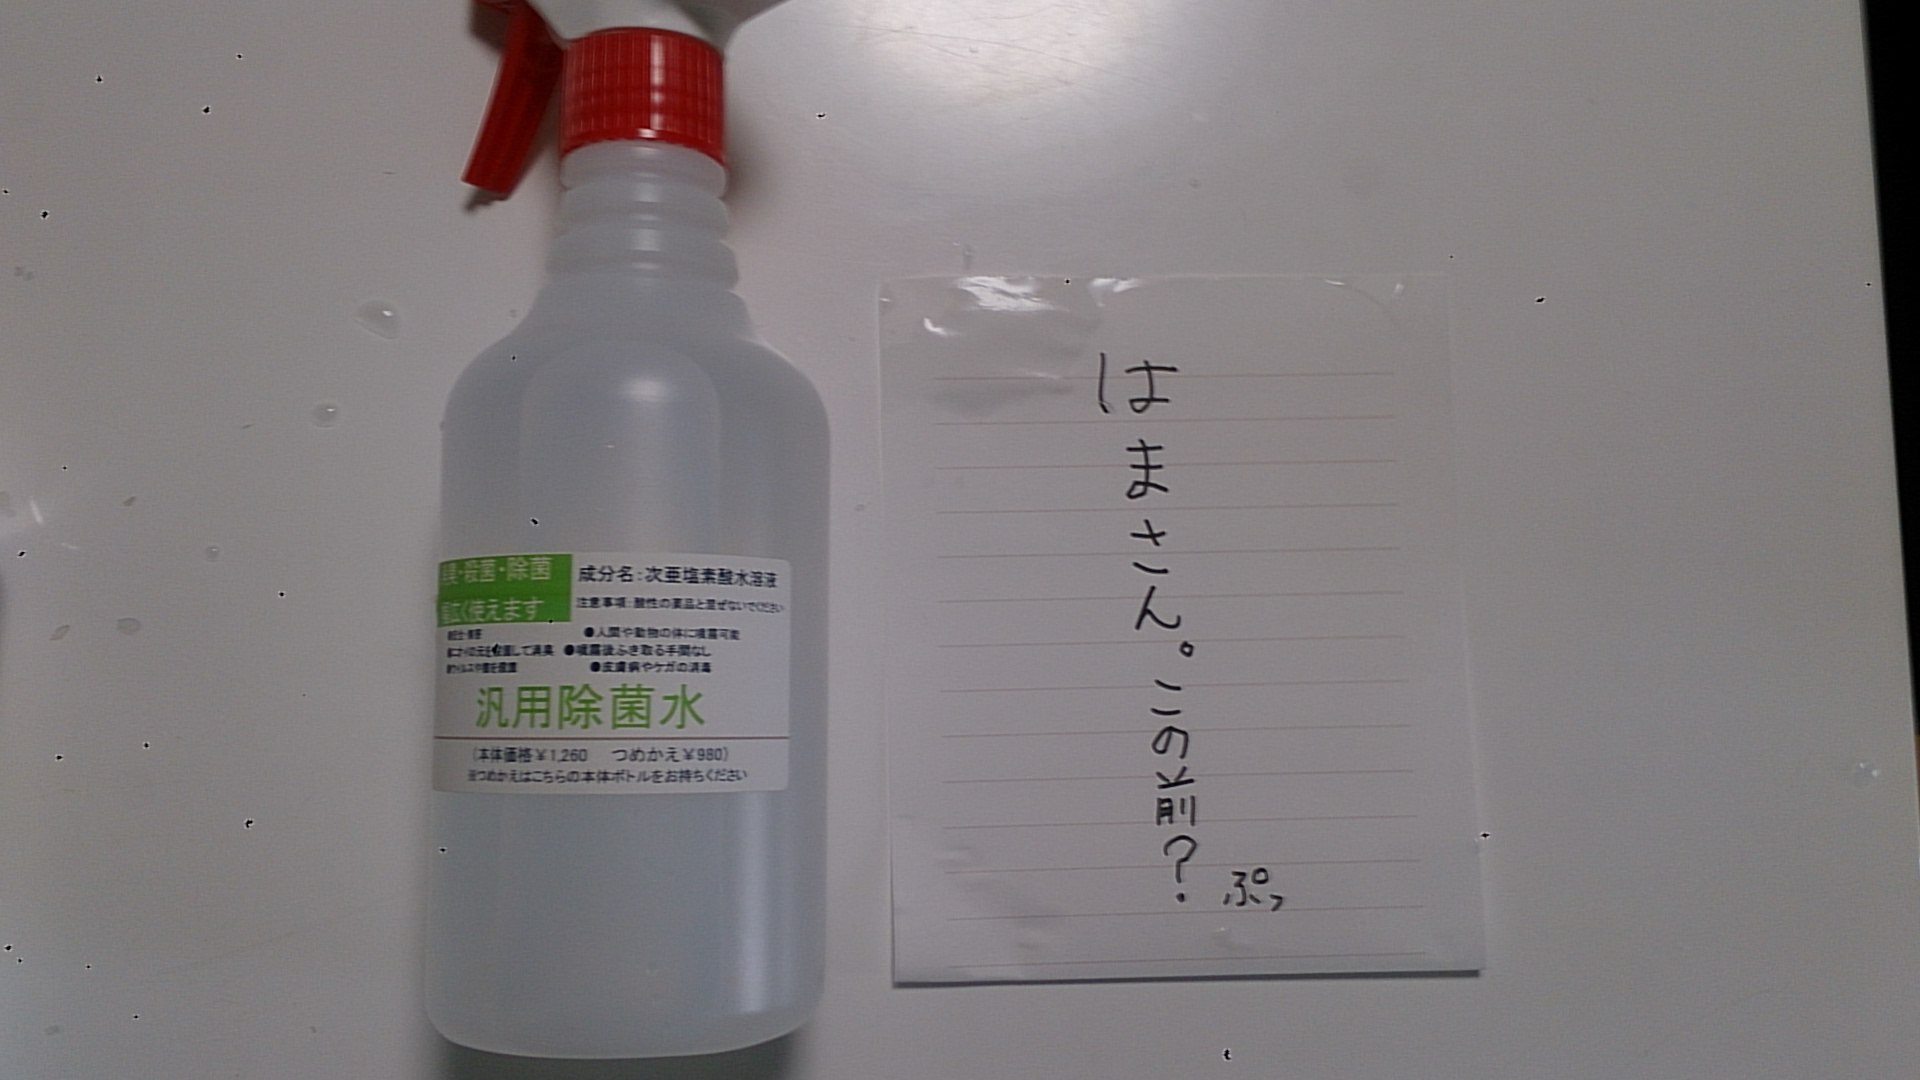 臭・殺菌・除菌
広く使えます
成分名:次亜塩素酸水溶液
注意事項:酸性の薬品と混ぜないでください
●人間や動物の体に噴霧可能
して消臭
●噴霧後ふき取る手間なし
●皮膚病やケガの消毒
汎用除菌水
(本体価格¥1,260 つめかえ¥980)
※つめかえはこちらの本体ボトルをお持ちください
はまさん。この前?
ぷっ